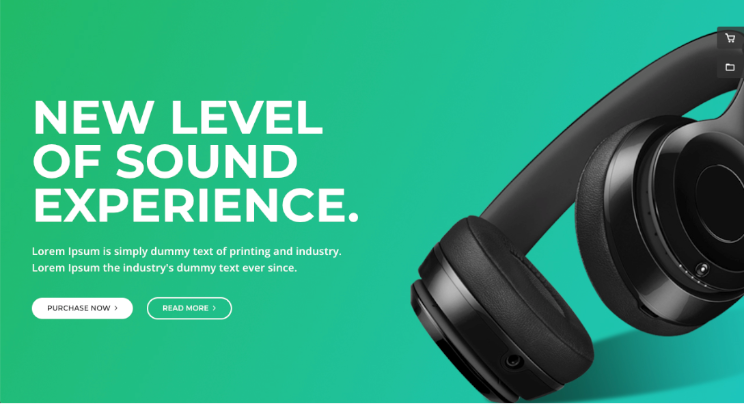 NEW LEVEL
OF SOUND
EXPERIENCE.
Lorem Ipsum is simply dummy text of printing and industry.
Lorem Ipsum the industry's dummy text ever since.
PURCHASE NOW >
READ MORE >